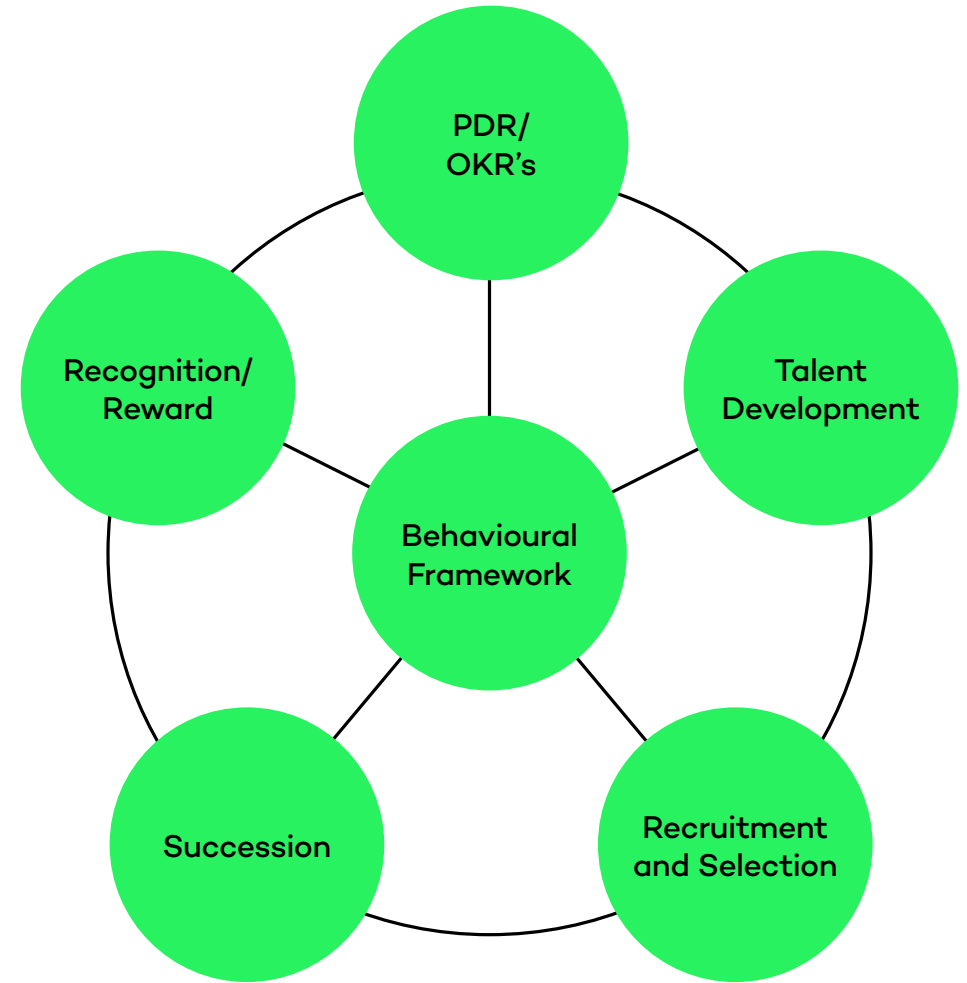 PDR/
OKR’s
Recognition/
Reward
Talent
Development
Behavioural
Framework
Succession
Recruitment
and Selection